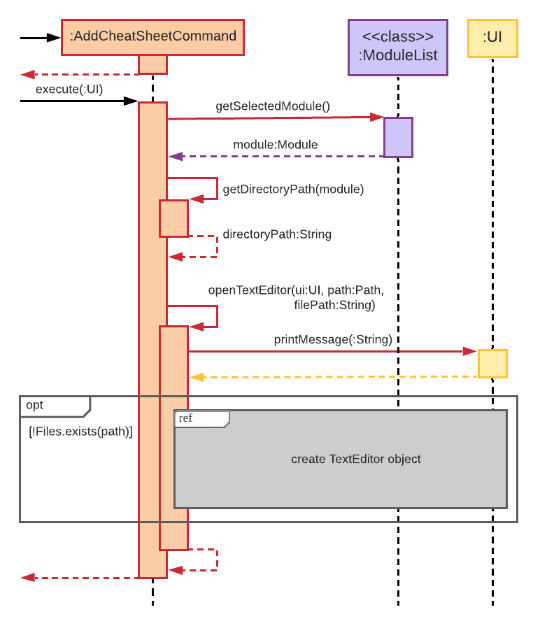 :AddCheatSheetCommand
<<class>>
:ModuleList
:UI
execute(:UI)
getSelectedModule()
module:Module
getDirectoryPath(module)
directoryPath:String
openTextEditor(ui:UI, path:Path,
filePath:String)
printMessage(:String)
opt
ref
[!Files.exists(path)]
create TextEditor object